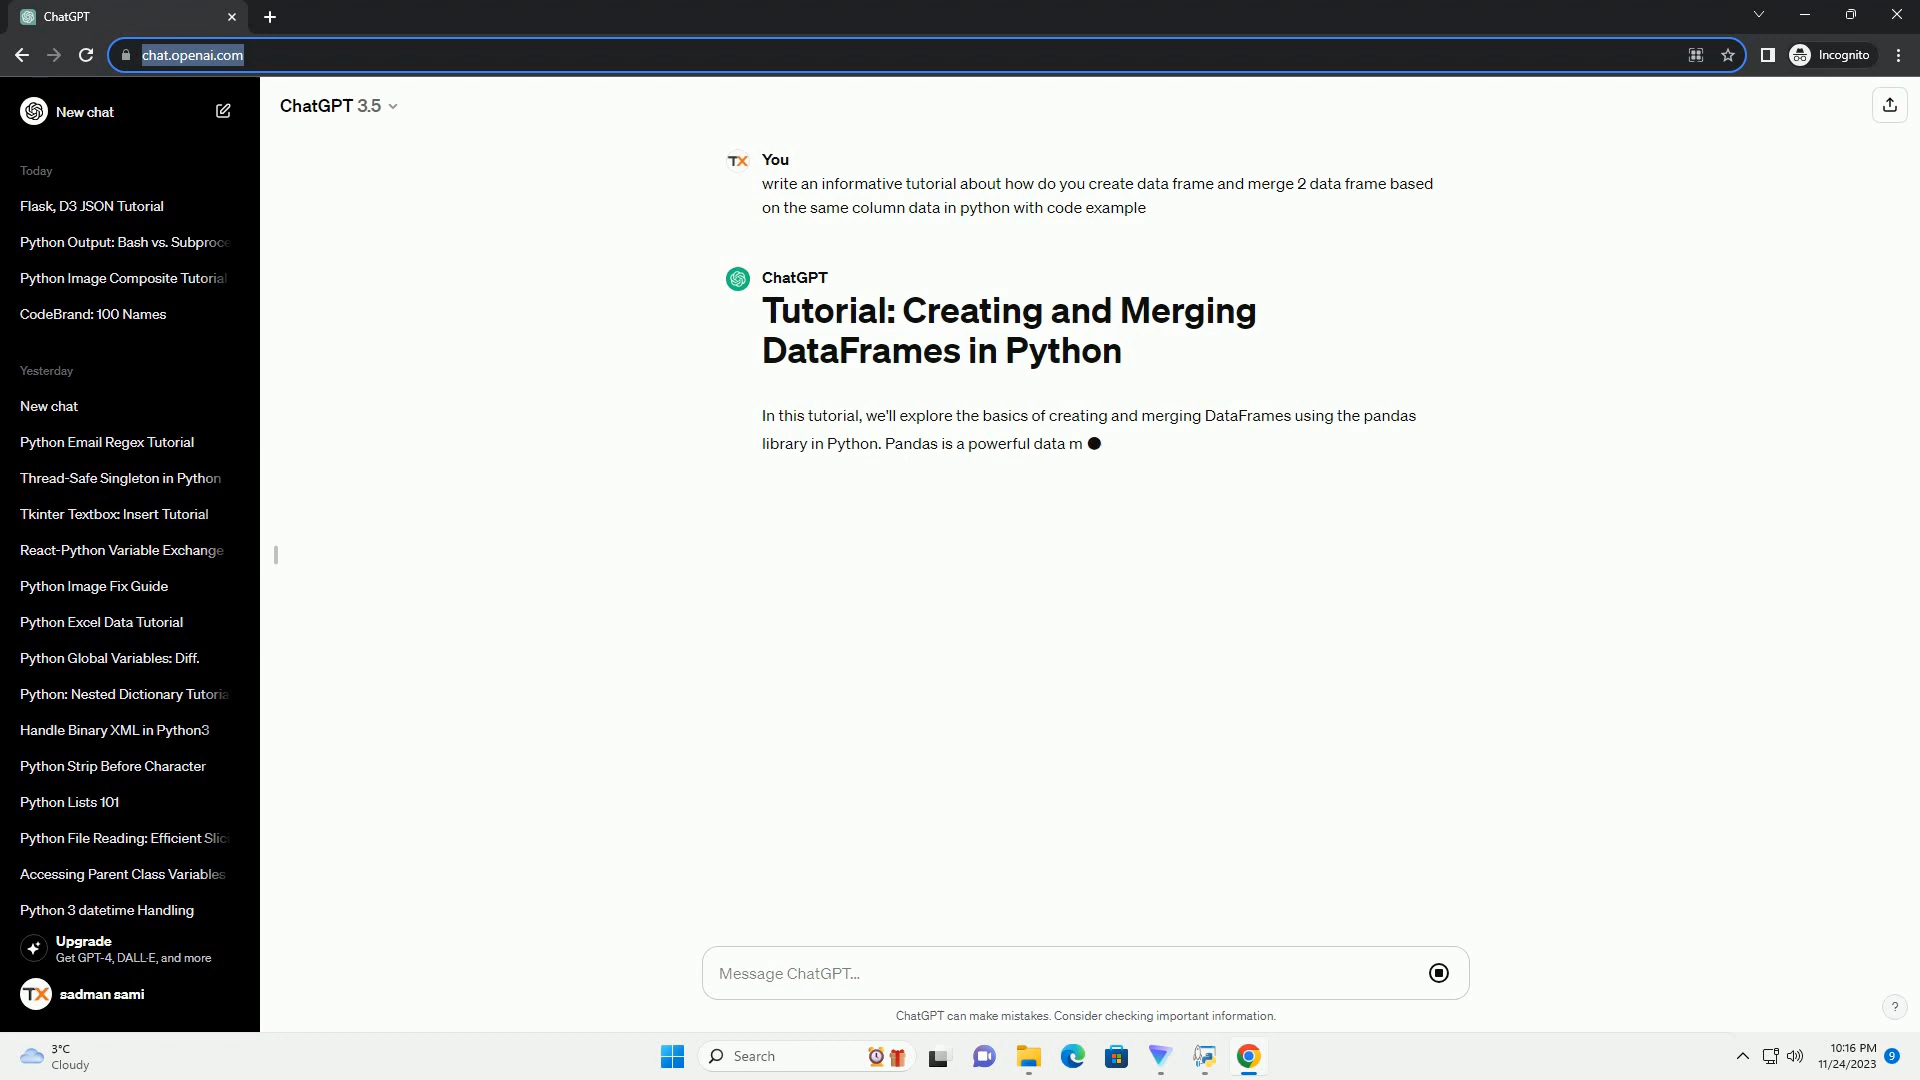 ChatGPT
chat.openai.com
Incognito
New chat
ChatGPT 3.5
Today
Flask, D3 JSON Tutorial
Python Output: Bash vs. Subproce
Python Image Composite Tutorial
CodeBrand: 100 Names
Yesterday
New chat
Python Email Regex Tutorial
Thread-Safe Singleton in Python
Tkinter Textbox: Insert Tutorial
React-Python Variable Exchange
Python Image Fix Guide
Python Excel Data Tutorial
Python Global Variables: Diff.
Python: Nested Dictionary Tutoria
Handle Binary XML in Python3
Python Strip Before Character
Python Lists 101
Python File Reading: Efficient Slic
Accessing Parent Class Variables
Python 3 datetime Handling
Upgrade
Get GPT-4, DALL·E, and more
TX sadman sami
TX You
write an informative tutorial about how do you create data frame and merge 2 data frame based
on the same column data in python with code example
ChatGPT
Tutorial: Creating and Merging
DataFrames in Python
In this tutorial, we'll explore the basics of creating and merging DataFrames using the pandas
library in Python. Pandas is a powerful data m
Message ChatGPT...
ChatGPT can make mistakes. Consider checking important information.
?
3°C
Cloudy
Search
10:16 PM
11/24/2023
9